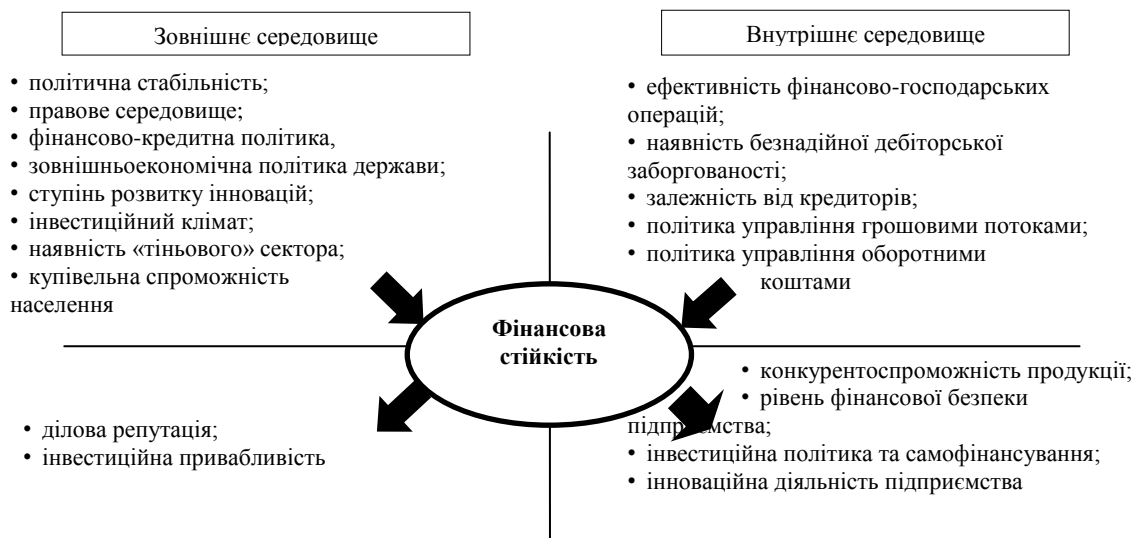 Зовнішнє середовище
• політична стабільність;
• правове середовище;
• фінансово-кредитна політика,
• зовнішньоекономічна політика держави;
• ступінь розвитку інновацій;
• інвестиційний клімат;
• наявність «тіньового» сектора;
• купівельна спроможність
населення
Внутрішнє середовище
• ефективність фінансово-господарських
операцій;
• наявність безнадійної дебіторської
заборгованості;
• залежність від кредиторів;
• політика управління грошовими потоками;
• політика управління оборотними
коштами
Фінансова
стійкість
• ділова репутація;
• інвестиційна привабливість
• конкурентоспроможність продукції;
• рівень фінансової безпеки
підприємства;
• інвестиційна політика та самофінансування;
• інноваційна діяльність підприємства